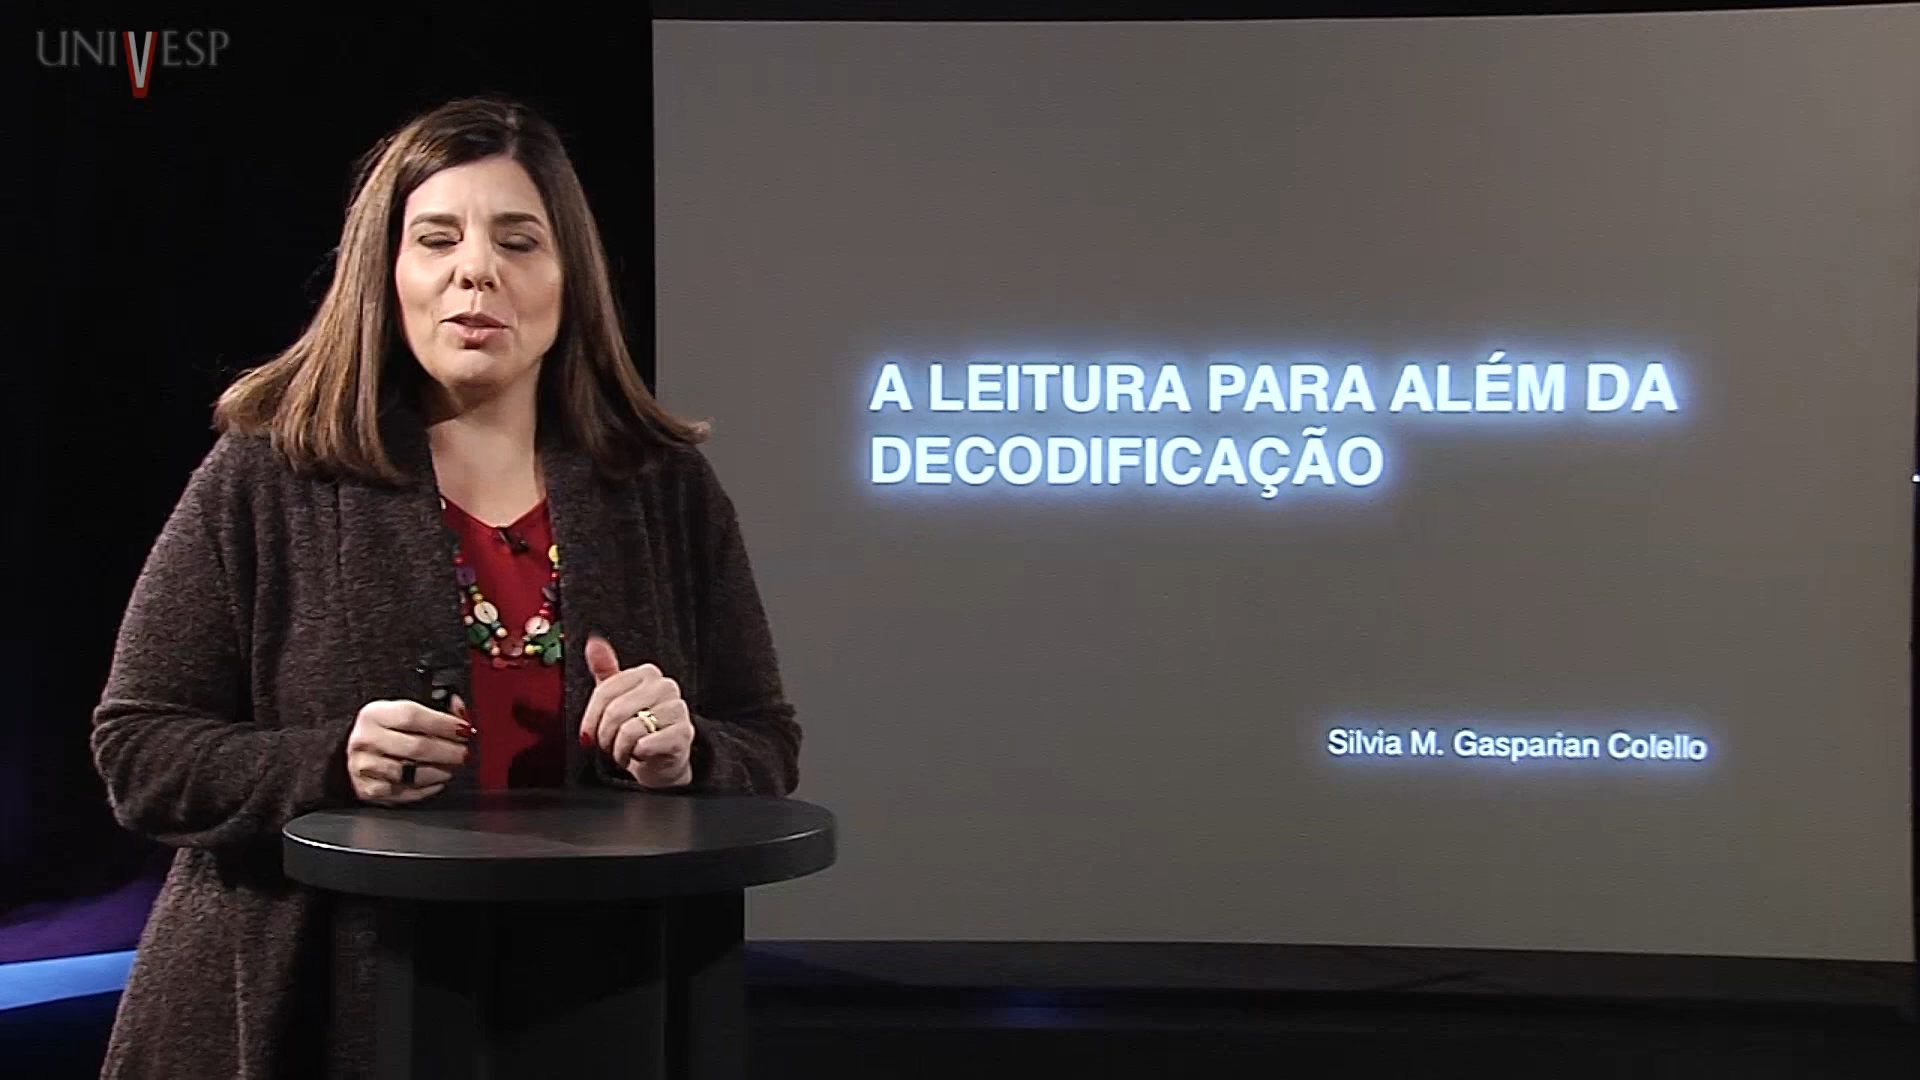 UNIVESP
A LEITURA PARA ALÉM DA
DECODIFICAÇÃO
Silvia M. Gasparian Colello